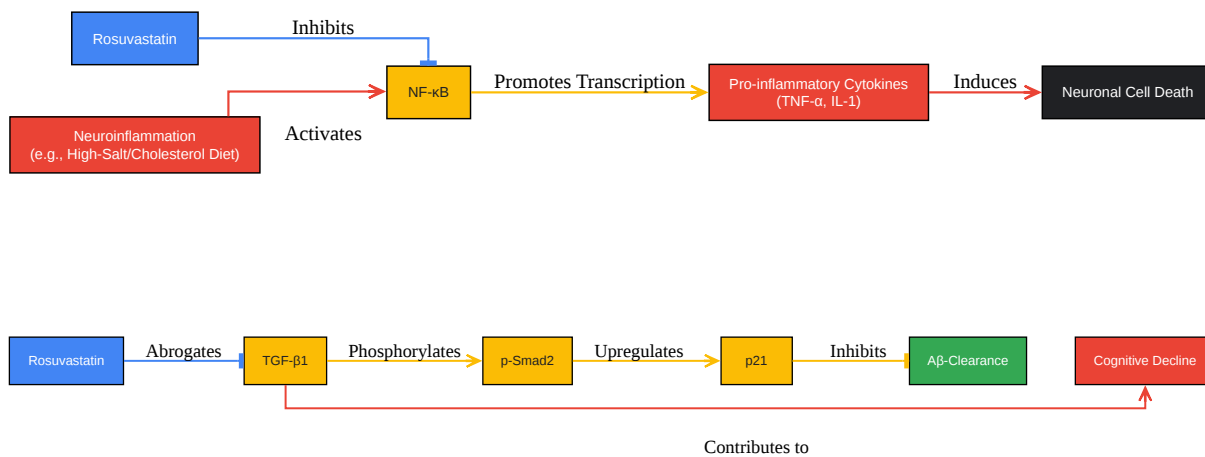 Inhibits
Rosuvastatin
NF-κB
Promotes Transcription
Pro-inflammatory Cokines
(TNF-α, IL-1)
Induces
Neuronal Cell Death
Neuroinflammation
(e.g., High-Salt/Cholesterol Diet)
Activates
Rosuvastatin
Abrogates
TGF-β1
Phosphorylates
p-Smad2
Upregulates
p21
Inhibits
Aβ-Clearance
Cognitive Decline
Contributes to